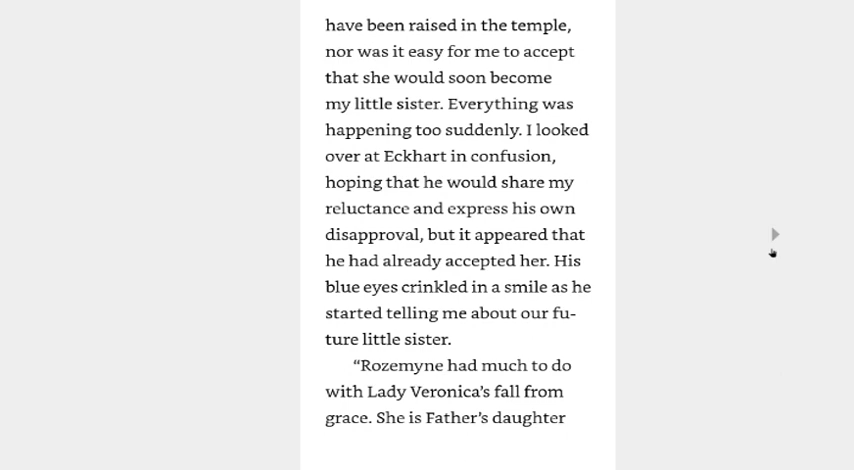 have been raised in the temple,
nor was it easy for me to accept
that she would soon become
my little sister. Everything was
happening too suddenly. I looked
over at Eckhart in confusion,
hoping that he would share my
reluctance and express his own
disapproval, but it appeared that
he had already accepted her. His
blue eyes crinkled in a smile as he
started telling me about our fu-
ture little sister.
“Rozemyne had much to do
with Lady Veronica’s fall from
grace. She is Father’s daughter